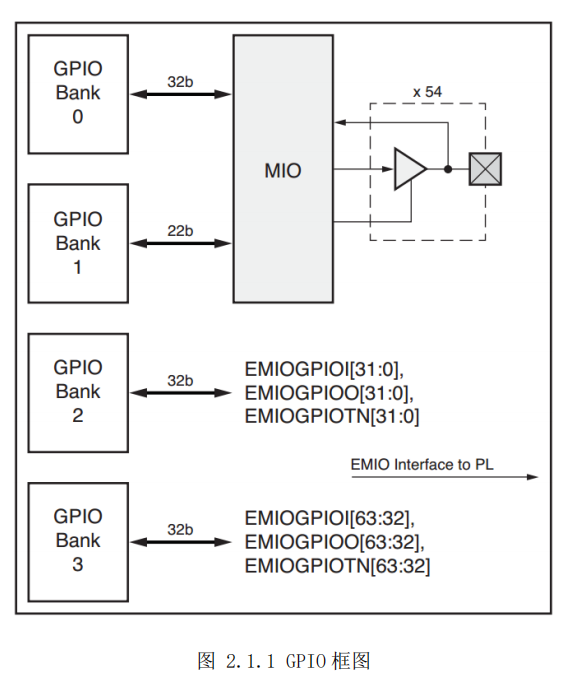 GPIO
Bank
0
32b
MIO
x 54
GPIO
Bank
1
22b
GPIO
Bank
2
32b
EMIOGPIOI[31:0],
EMIOGPIOO[31:0],
EMIOGPIOTN[31:0]
EMIO Interface to PL
GPIO
Bank
3
32b
EMIOGPIOI[63:32],
EMIOGPIOO[63:32],
EMIOGPIOTN[63:32]
图 2.1.1 GPIO 框图